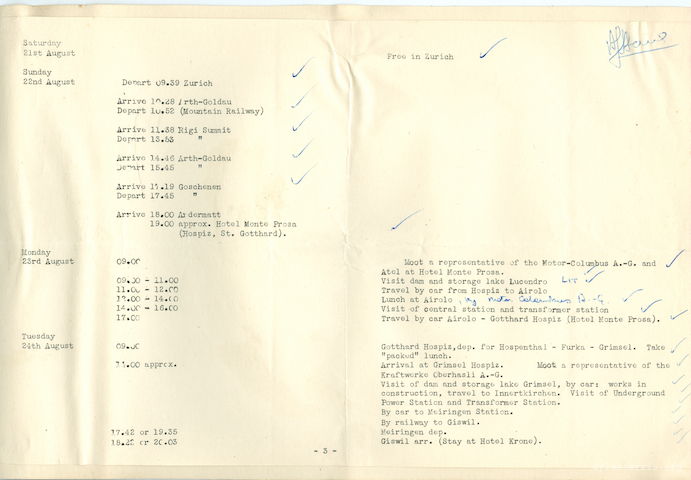 Saturday
21st August
Free in Zurich
Sunday
22nd August
Depart 09.39 Zurich
Arrive 10.28 Arth-Goldau
Depart 10.52 (Mountain Railway)
Arrive 11.38 Rigi Summit
Depart 13.53 "
Arrive 14.46 Arth-Goldau
Depart 15.45 "
Arrive 17.19 Goschenen
Depart 17.45 "
Arrive 18.00 Andermatt
19.00 approx. Hotel Monte Prosa
(Hospiz, St. Gotthard).
Monday
23rd August
09.00
Meet a representative of the Motor-Columbus A.-G. and
Atel at Hotel Monte Prosa.
09.00 - 11.00
Visit dam and storage lake Lucendro
11.00 - 12.00
Travel by car from Hospiz to Airolo
12.00 - 14.00
Lunch at Airolo, by Motor Columbus A-G.
14.00 - 16.00
Visit of central station and transformer station
17.00
Travel by car Airolo - Gotthard Hospiz (Hotel Monte Prosa).
Tuesday
24th August
09.00
Gotthard Hospiz, dep. for Hospenthal - Furka - Grimsel. Take
"packed" lunch.
11.00 approx.
Arrival at Grimsel Hospiz. Meet a representative of the
Kraftwerke Oberhasli A.-G.
Visit of dam and storage lake Grimsel, by car: works in
construction, travel to Innertkirchen. Visit of Underground
Power Station and Transformer Station.
By car to Meiringen Station.
By railway to Giswil.
17.42 or 19.35
Meiringen dep.
18.22 or 20.03
Giswil arr. (Stay at Hotel Krone).
- 3 -